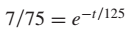 7/75 = e^{-t/125}